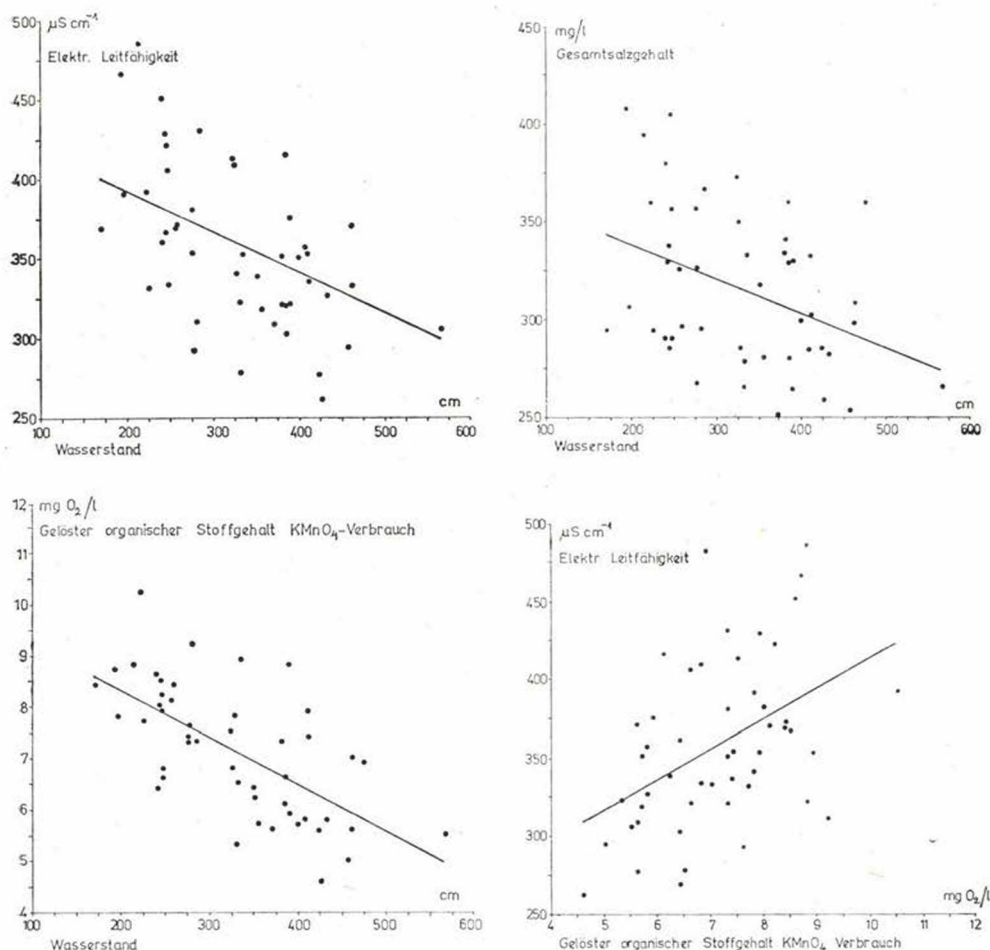 500
μS cm⁻¹
Elektr. Leitfähigkeit
450
400
350
300
250
cm
100 200 300 400 500 600
Wasserstand
450
mg/l
Gesamtsalzgehalt
400
350
300
250
cm
100 200 300 400 500 600
Wasserstand
12
mg O₂/l
Gelöster organischer Stoffgehalt KMnO₄-Verbrauch
11
10
9
8
7
6
5
4
cm
100 200 300 400 500 600
Wasserstand
500
μS cm⁻¹
Elektr. Leitfähigkeit
450
400
350
300
250
mg O₂/l
4 5 6 7 8 9 10 11 12
Gelöster organischer Stoffgehalt KMnO₄ Verbrauch